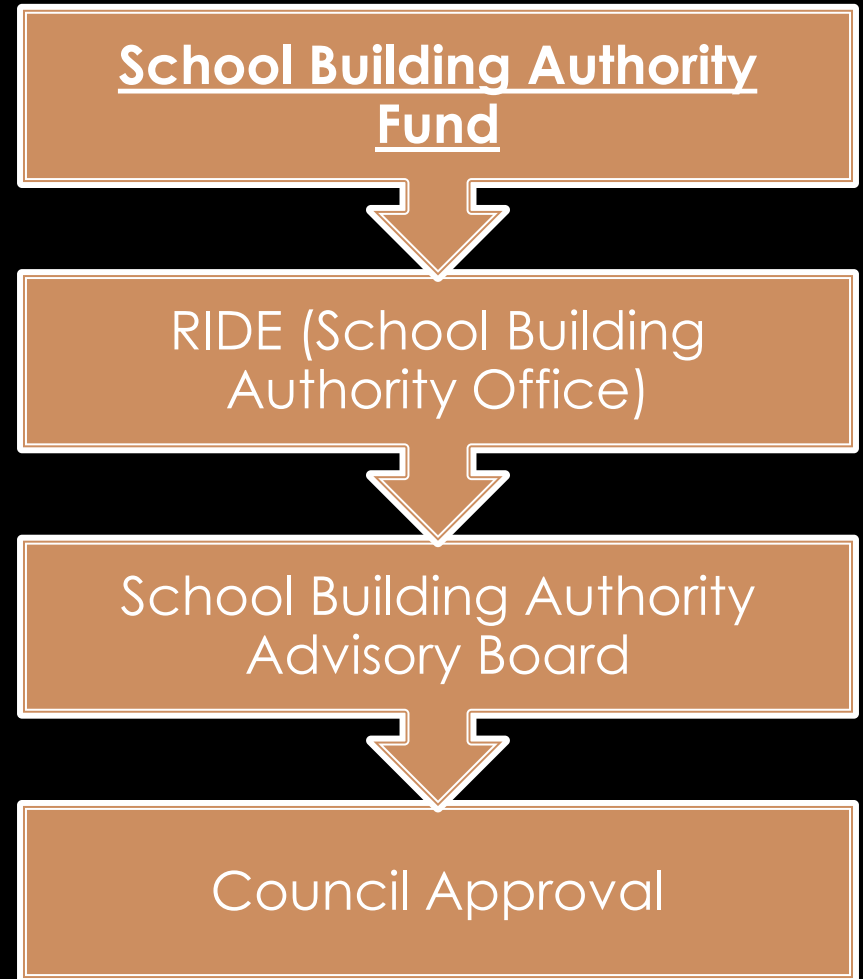 School Building Authority
Fund
RIDE (School Building
Authority Office)
School Building Authority
Advisory Board
Council Approval